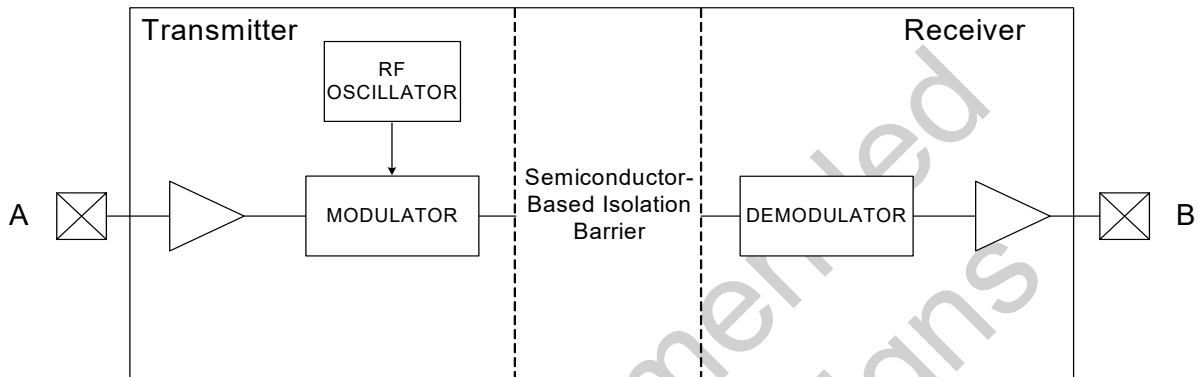 Transmitter
Receiver
RF
OSCILLATOR
A
MODULATOR
Semiconductor-
Based Isolation
Barrier
DEMODULATOR
B